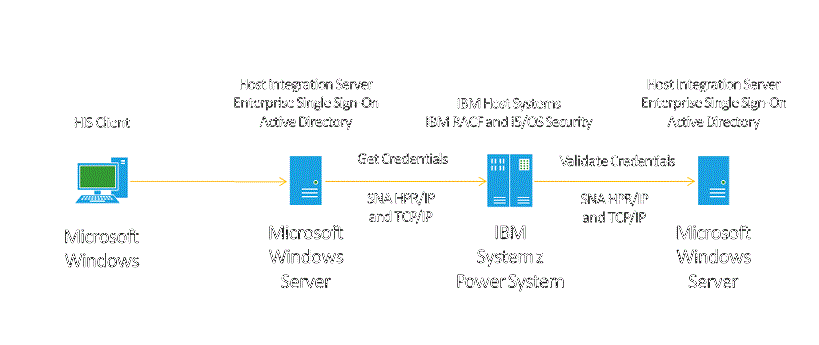 HIS Client
Microsoft
Windows
Host Integration Server
Enterprise Single Sign-On
Active Directory
Microsoft
Windows
Server
Get Credentials
SNA HPR/IP
and TCP/IP
IBM Host Systems
IBM RACF and i5/OS Security
IBM
System z
Power System
Validate Credentials
SNA HPR/IP
and TCP/IP
Host Integration Server
Enterprise Single Sign-On
Active Directory
Microsoft
Windows
Server